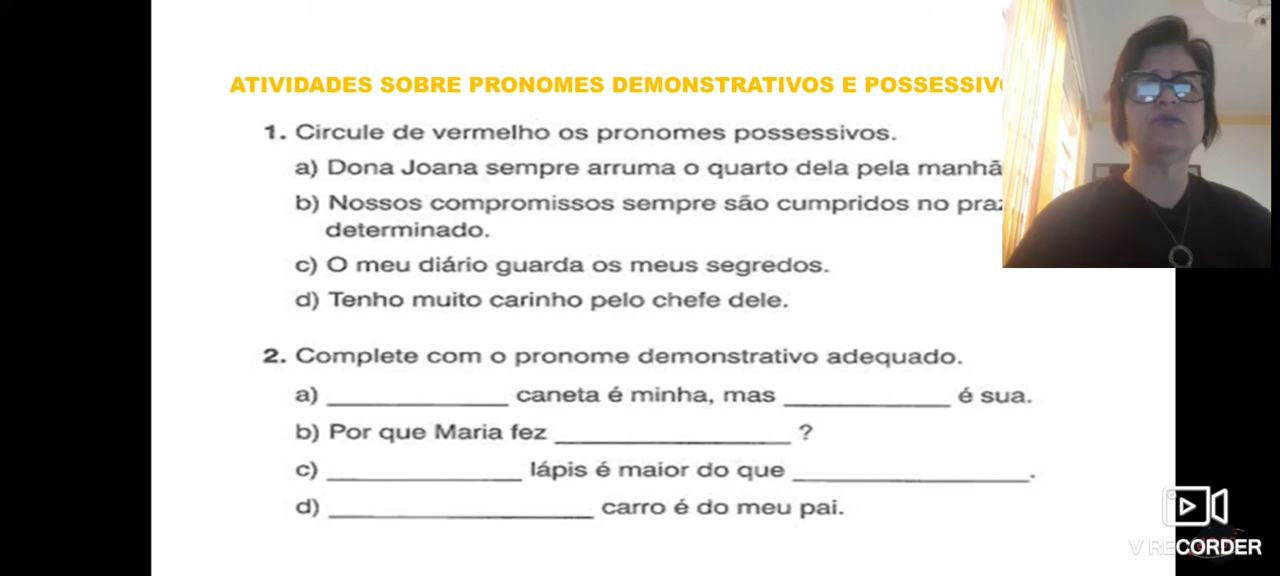 ATIVIDADES SOBRE PRONOMES DEMONSTRATIVOS E
1. Circule de vermelho os pronomes possessivos.
a) Dona Joana sempre arruma o quarto dela pela manhã
b) Nossos compromissos sempre são cumpridos no
determinado.
c) O meu diário guarda os meus segredos.
d) Tenho muito carinho pelo chefe dele.
2. Complete com o pronome demonstrativo adequado.
a) ____________ caneta é minha, mas ____________ é sua.
b) Por que Maria fez ________________ ?
c) _____________ lápis é maior do que ________________.
d) __________________ carro é do meu pai.
V RECORDER